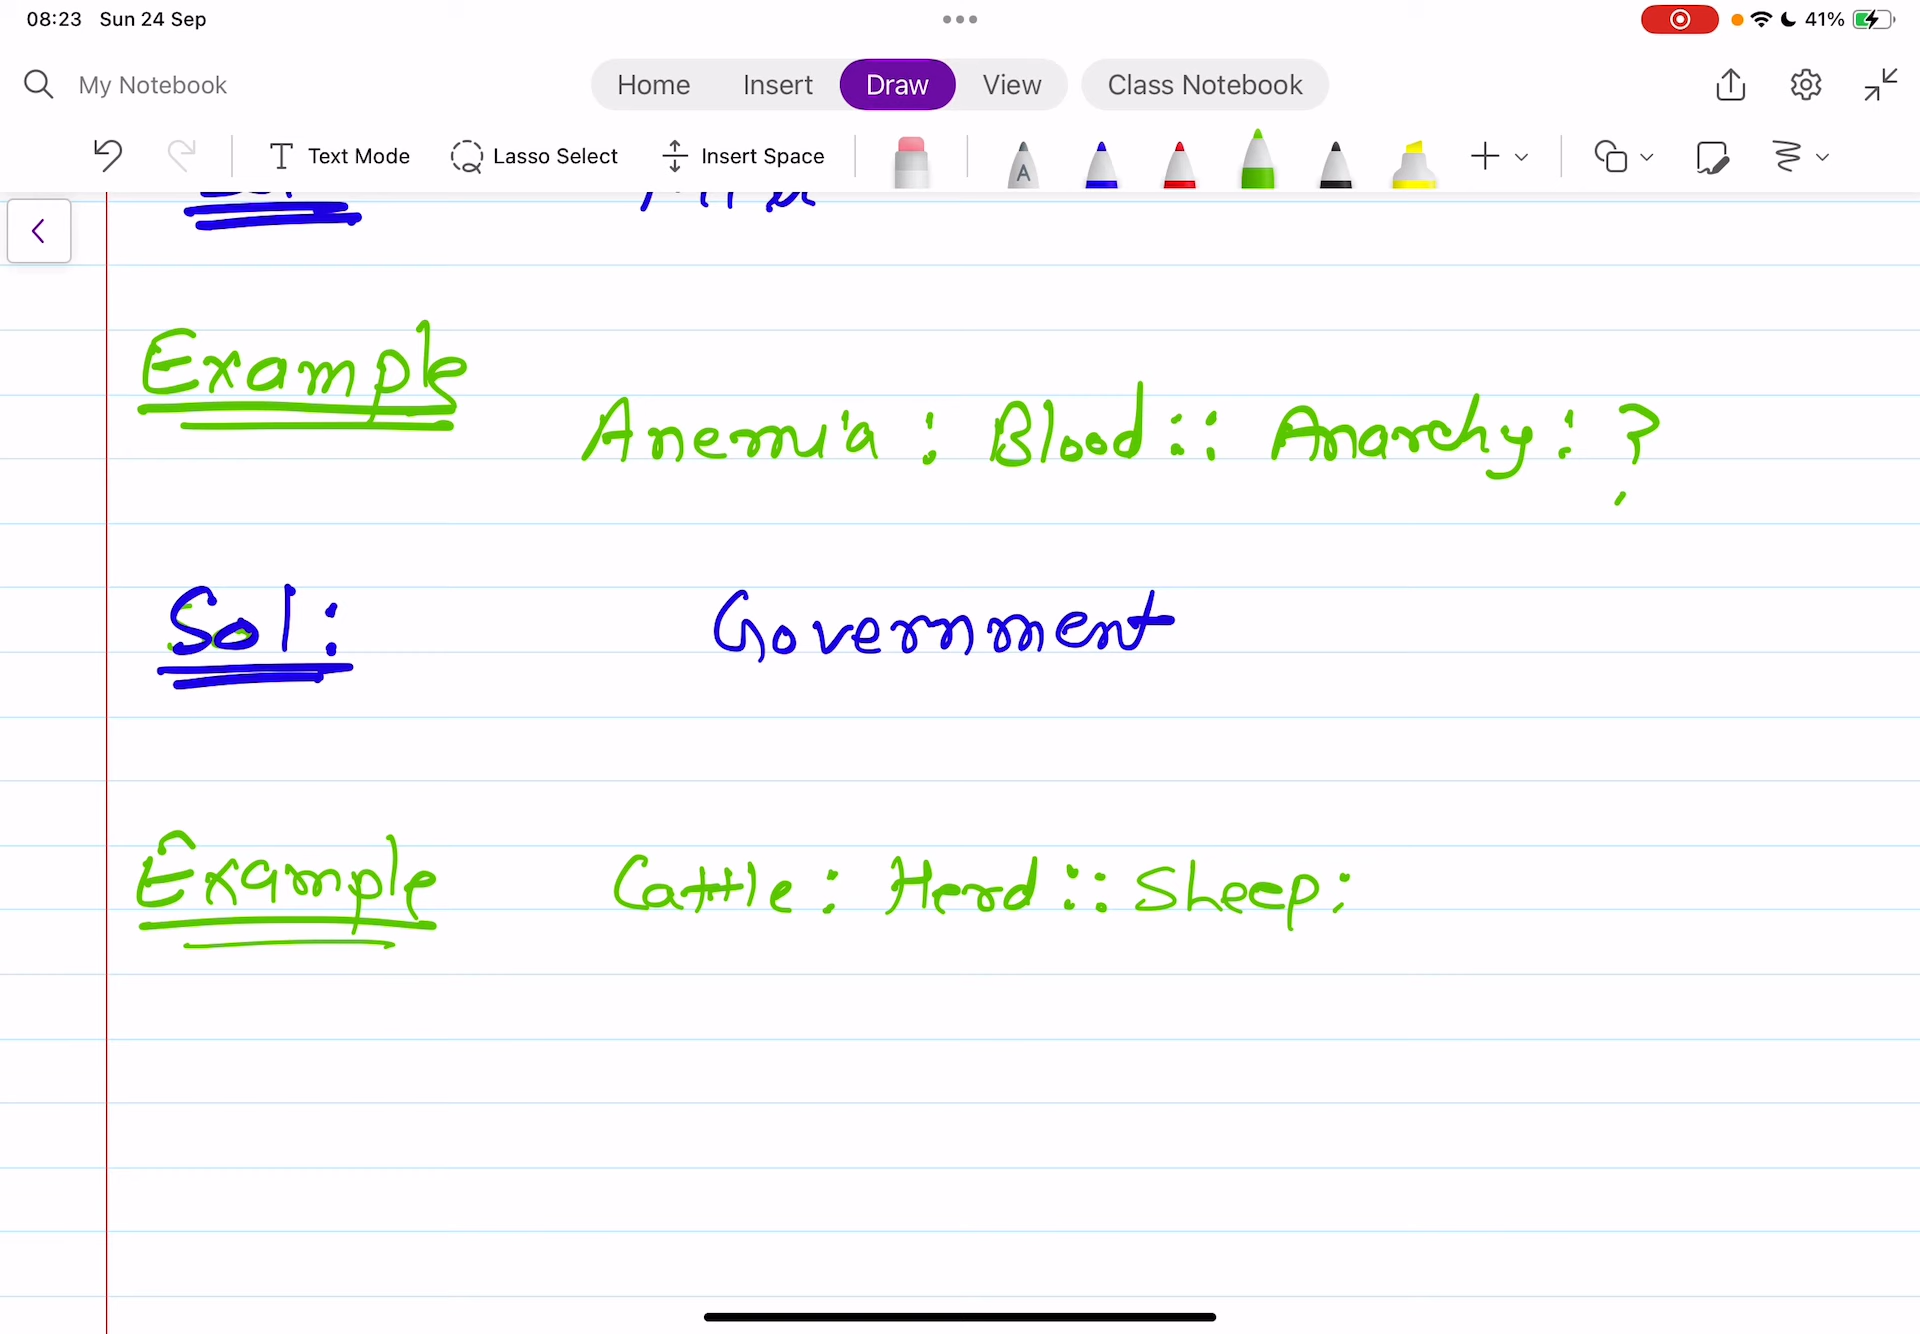 08:23 Sun 24 Sep 41%
My Notebook Home Insert Draw View Class Notebook
Text Mode Lasso Select Insert Space A
Example
Anemia : Blood :: Anarchy : ?
Sol : Government
Example Cattle : Herd :: Sheep :